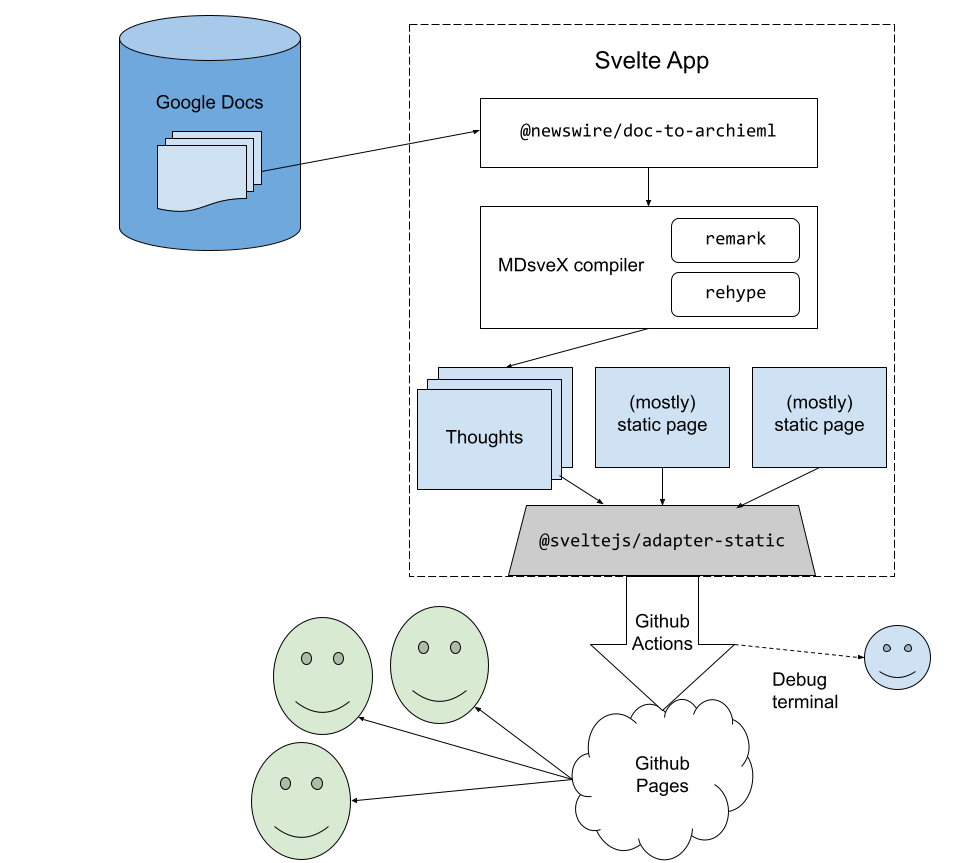 Svelte App
Google Docs
@newswire/doc-to-archieml
MDsveX compiler
remark
rehype
Thoughts
(mostly)
static page
(mostly)
static page
@sveltejs/adapter-static
Github
Actions
Debug
terminal
Github
Pages